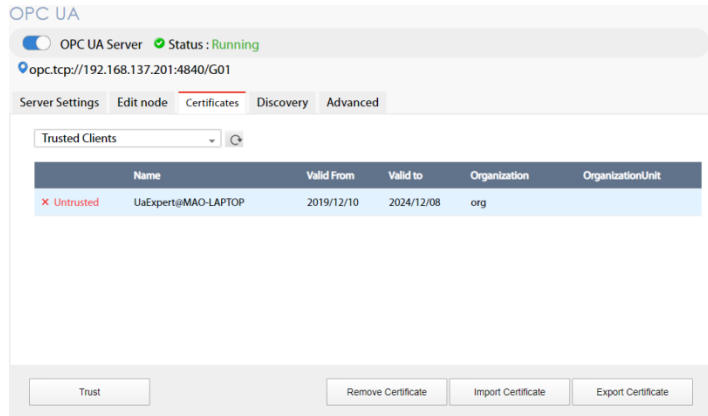 OPC UA
OPC UA Server Status : Running
opc.tcp://192.168.137.201:4840/G01
Server Settings Edit node Certificates Discovery Advanced
Trusted Clients
Name Valid From Valid to Organization OrganizationUnit
× Untrusted UaExpert@MAO-LAPTOP 2019/12/10 2024/12/08 org
Trust Remove Certificate Import Certificate Export Certificate